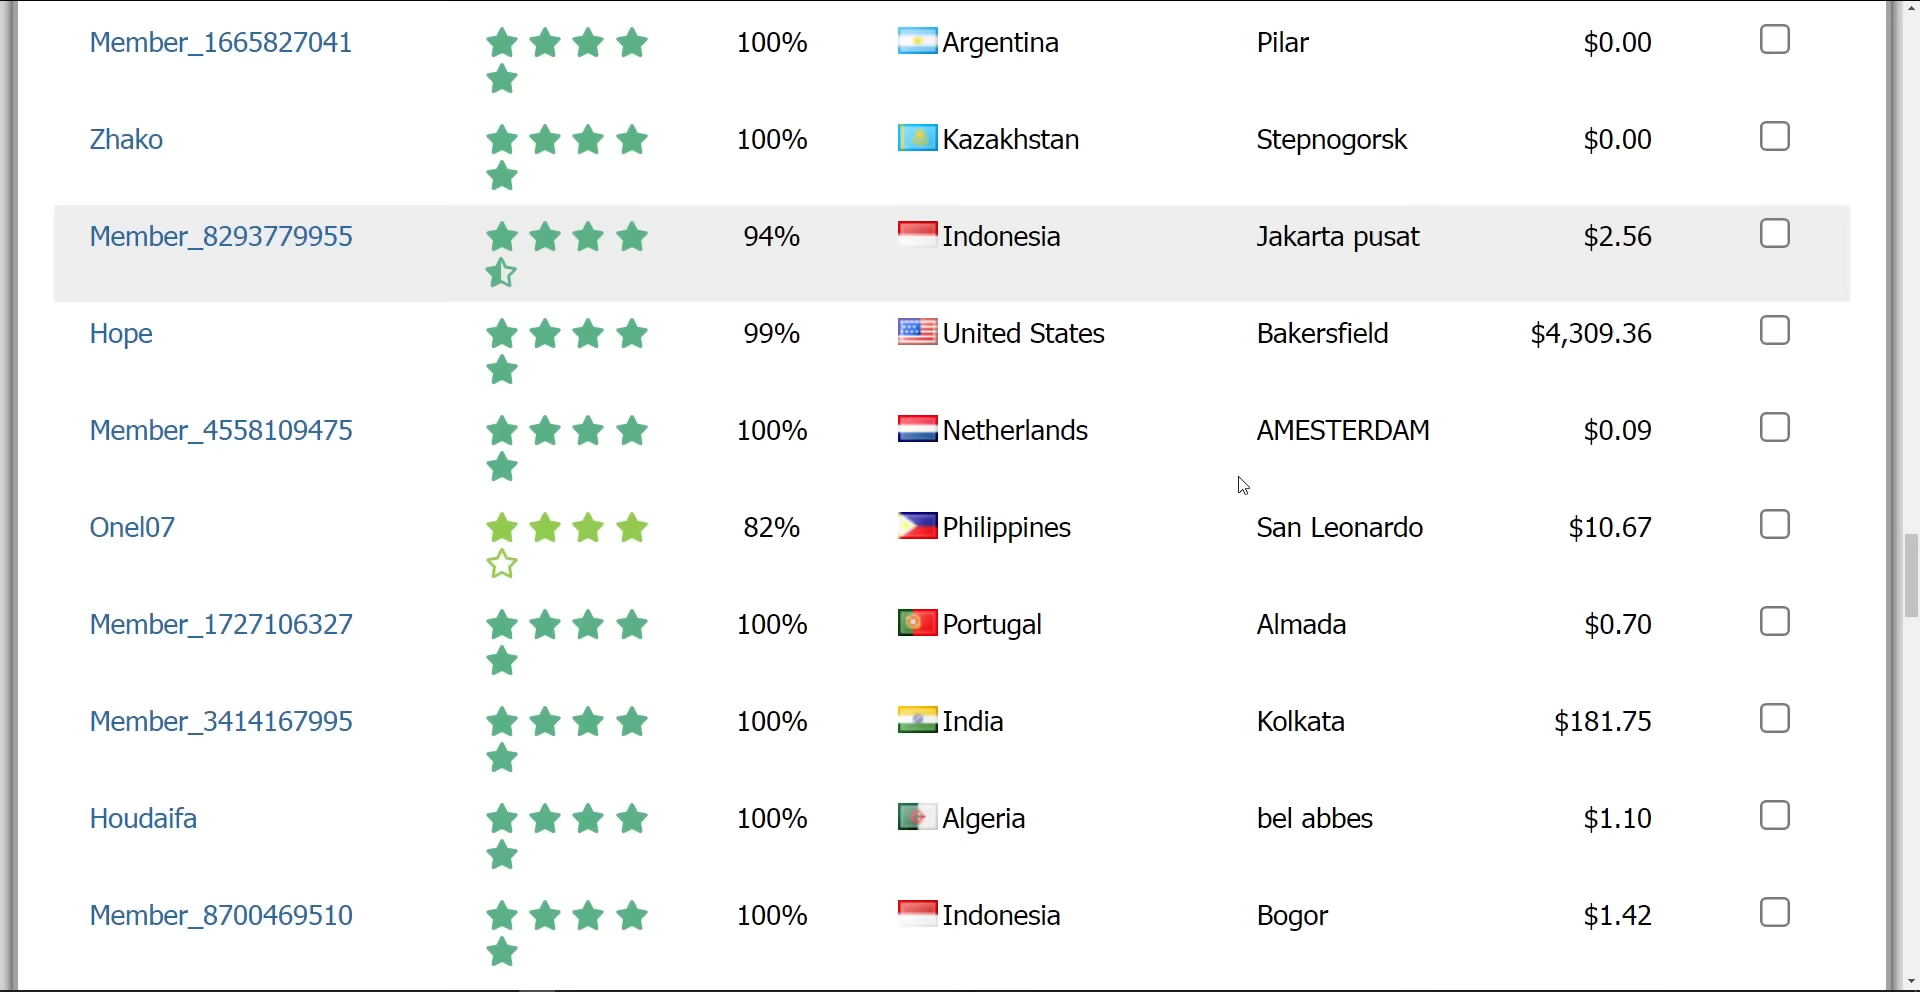 Member_1665827041 100% Argentina Pilar $0.00
Zhako 100% Kazakhstan Stepnogorsk $0.00
Member_8293779955 94% Indonesia Jakarta pusat $2.56
Hope 99% United States Bakersfield $4,309.36
Member_4558109475 100% Netherlands AMESTERDAM $0.09
Onel07 82% Philippines San Leonardo $10.67
Member_1727106327 100% Portugal Almada $0.70
Member_3414167995 100% India Kolkata $181.75
Houdaifa 100% Algeria bel abbes $1.10
Member_8700469510 100% Indonesia Bogor $1.42